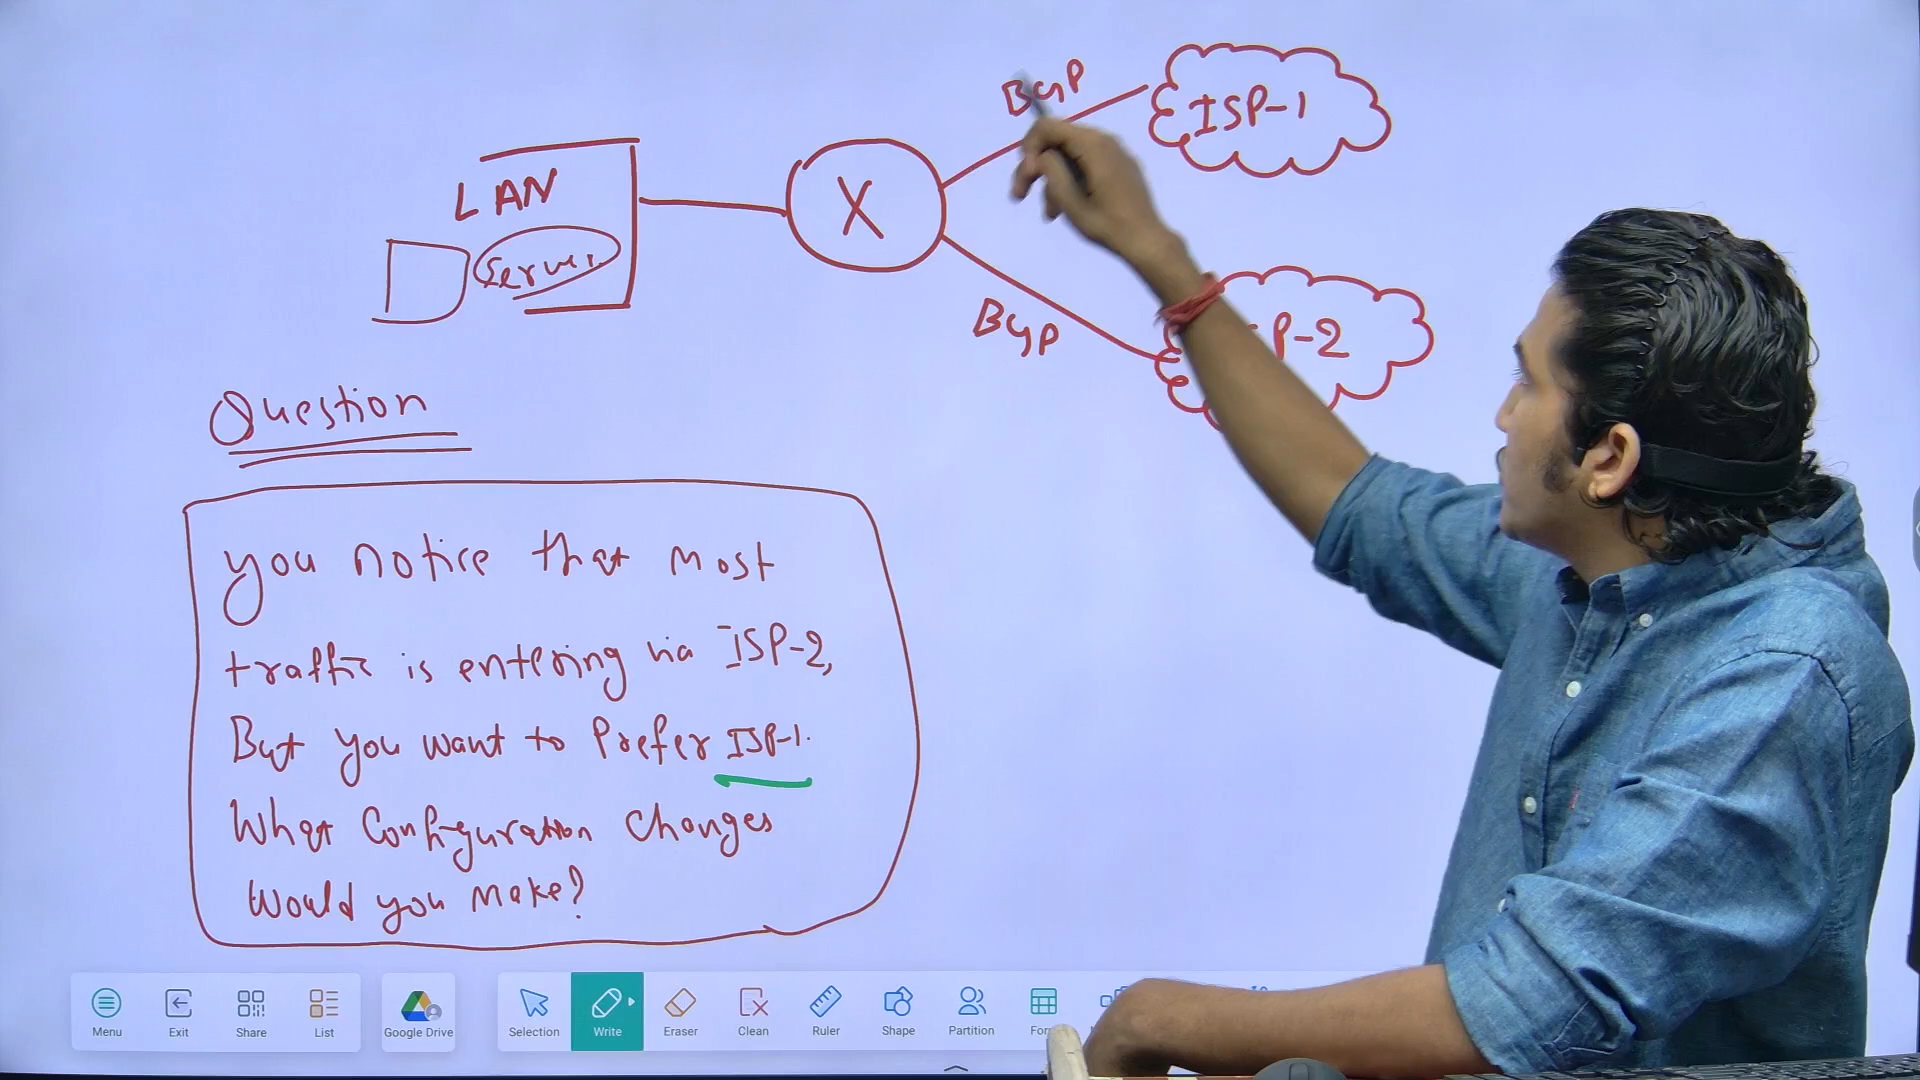 BGP
ISP-1
LAN
X
Server
BGP
P-2
Question
you notice that most
traffic is entering via ISP-2,
But you want to Prefer ISP-1.
What Configuration Changes
Would you make?
Menu
Exit
Share
List
Google Drive
Selection
Write
Eraser
Clean
Ruler
Shape
Partition
For